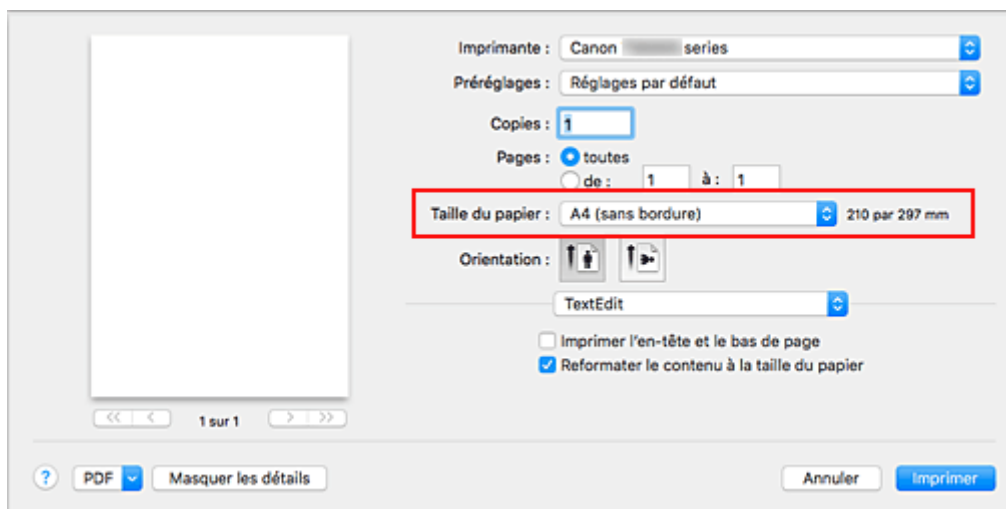 Imprimante : Canon series
Préréglages : Réglages par défaut
Copies : 1
Pages : toutes
de : 1 à : 1
Taille du papier : A4 (sans bordure) 210 par 297 mm
Orientation :
TextEdit
Imprimer l'en-tête et le bas de page
Reformater le contenu à la taille du papier
<< < 1 sur 1 > >>
? PDF Masquer les détails Annuler Imprimer